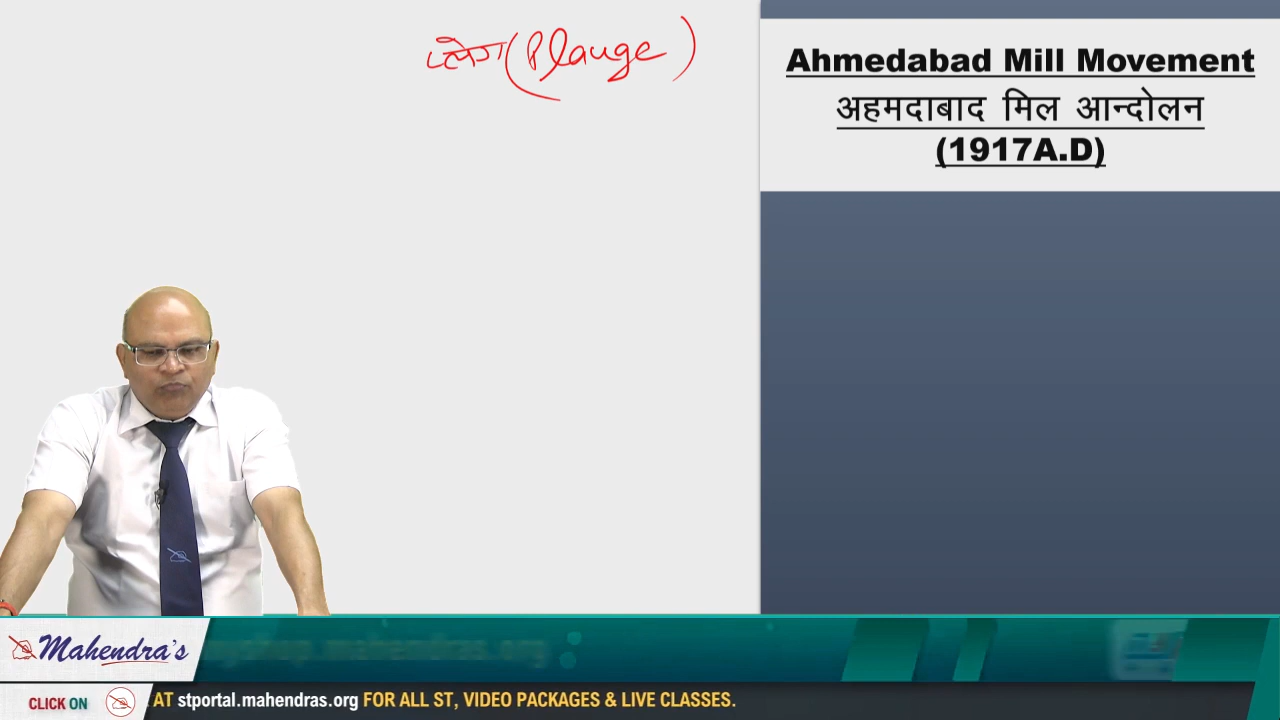 प्लेग (Plauge)
Ahmedabad Mill Movement
अहमदाबाद मिल आन्दोलन
(1917A.D)
Mahendra's
CLICK ON
AT stportal.mahendras.org FOR ALL ST, VIDEO PACKAGES & LIVE CLASSES.